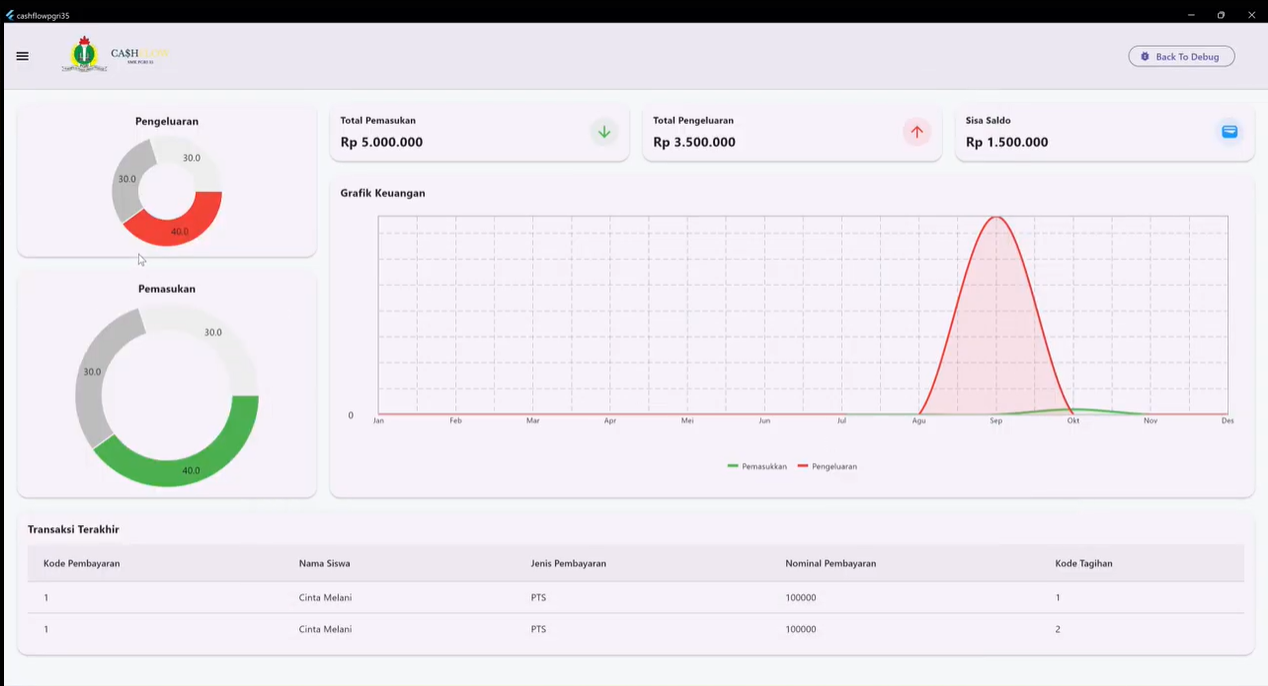 cashflowpgri35
CA$HFLOW
SMK PGRI 35
Back To Debug
Pengeluaran
30.0
30.0
40.0
Total Pemasukan
Rp 5.000.000
Total Pengeluaran
Rp 3.500.000
Sisa Saldo
Rp 1.500.000
Pemasukan
30.0
30.0
40.0
Grafik Keuangan
0
Jan Feb Mar Apr Mei Jun Jul Agu Sep Okt Nov Des
Pemasukkan Pengeluaran
Transaksi Terakhir
Kode Pembayaran Nama Siswa Jenis Pembayaran Nominal Pembayaran Kode Tagihan
1 Cinta Melani PTS 100000 1
1 Cinta Melani PTS 100000 2